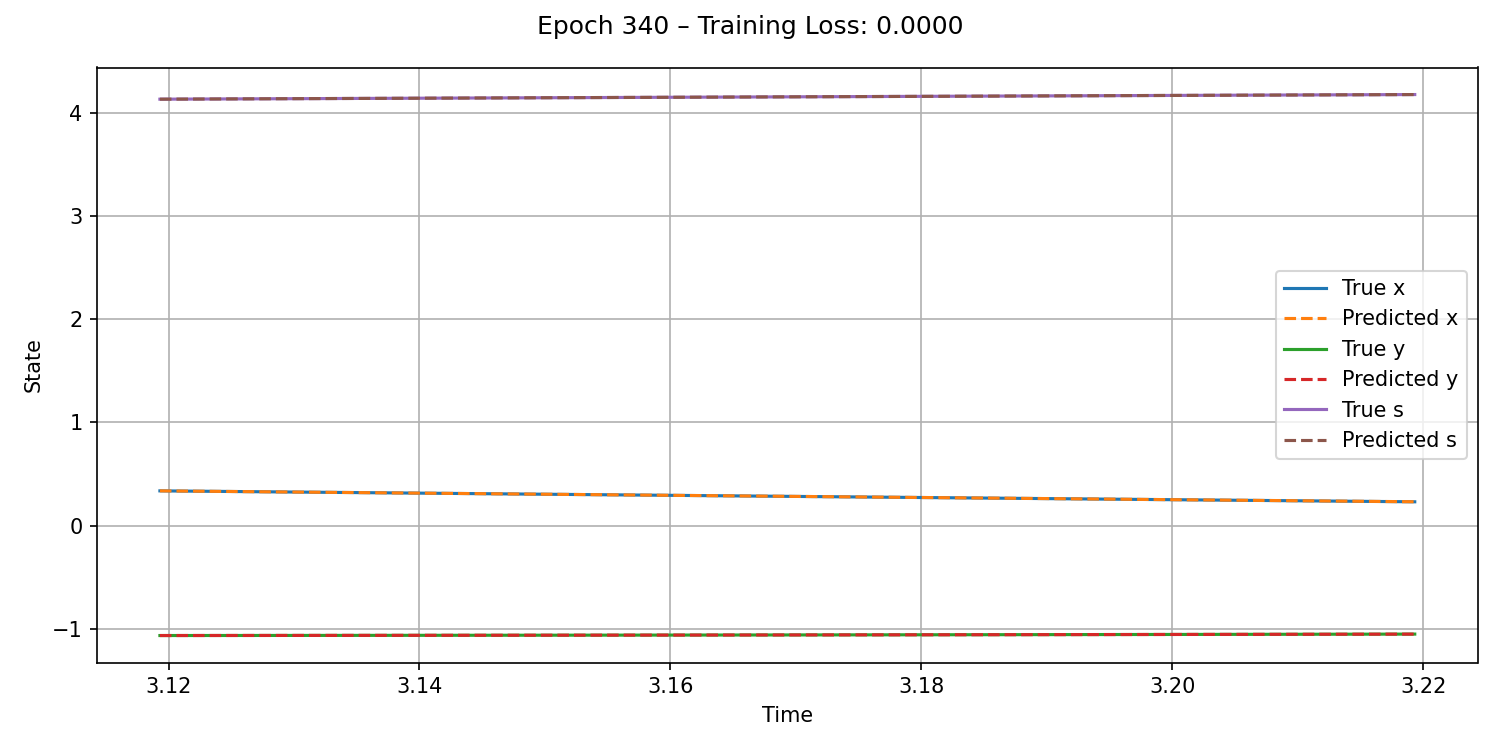 Epoch 340 – Training Loss: 0.0000
4
3
2
1
0
−1
State
True x
Predicted x
True y
Predicted y
True s
Predicted s
3.12 3.14 3.16 3.18 3.20 3.22
Time